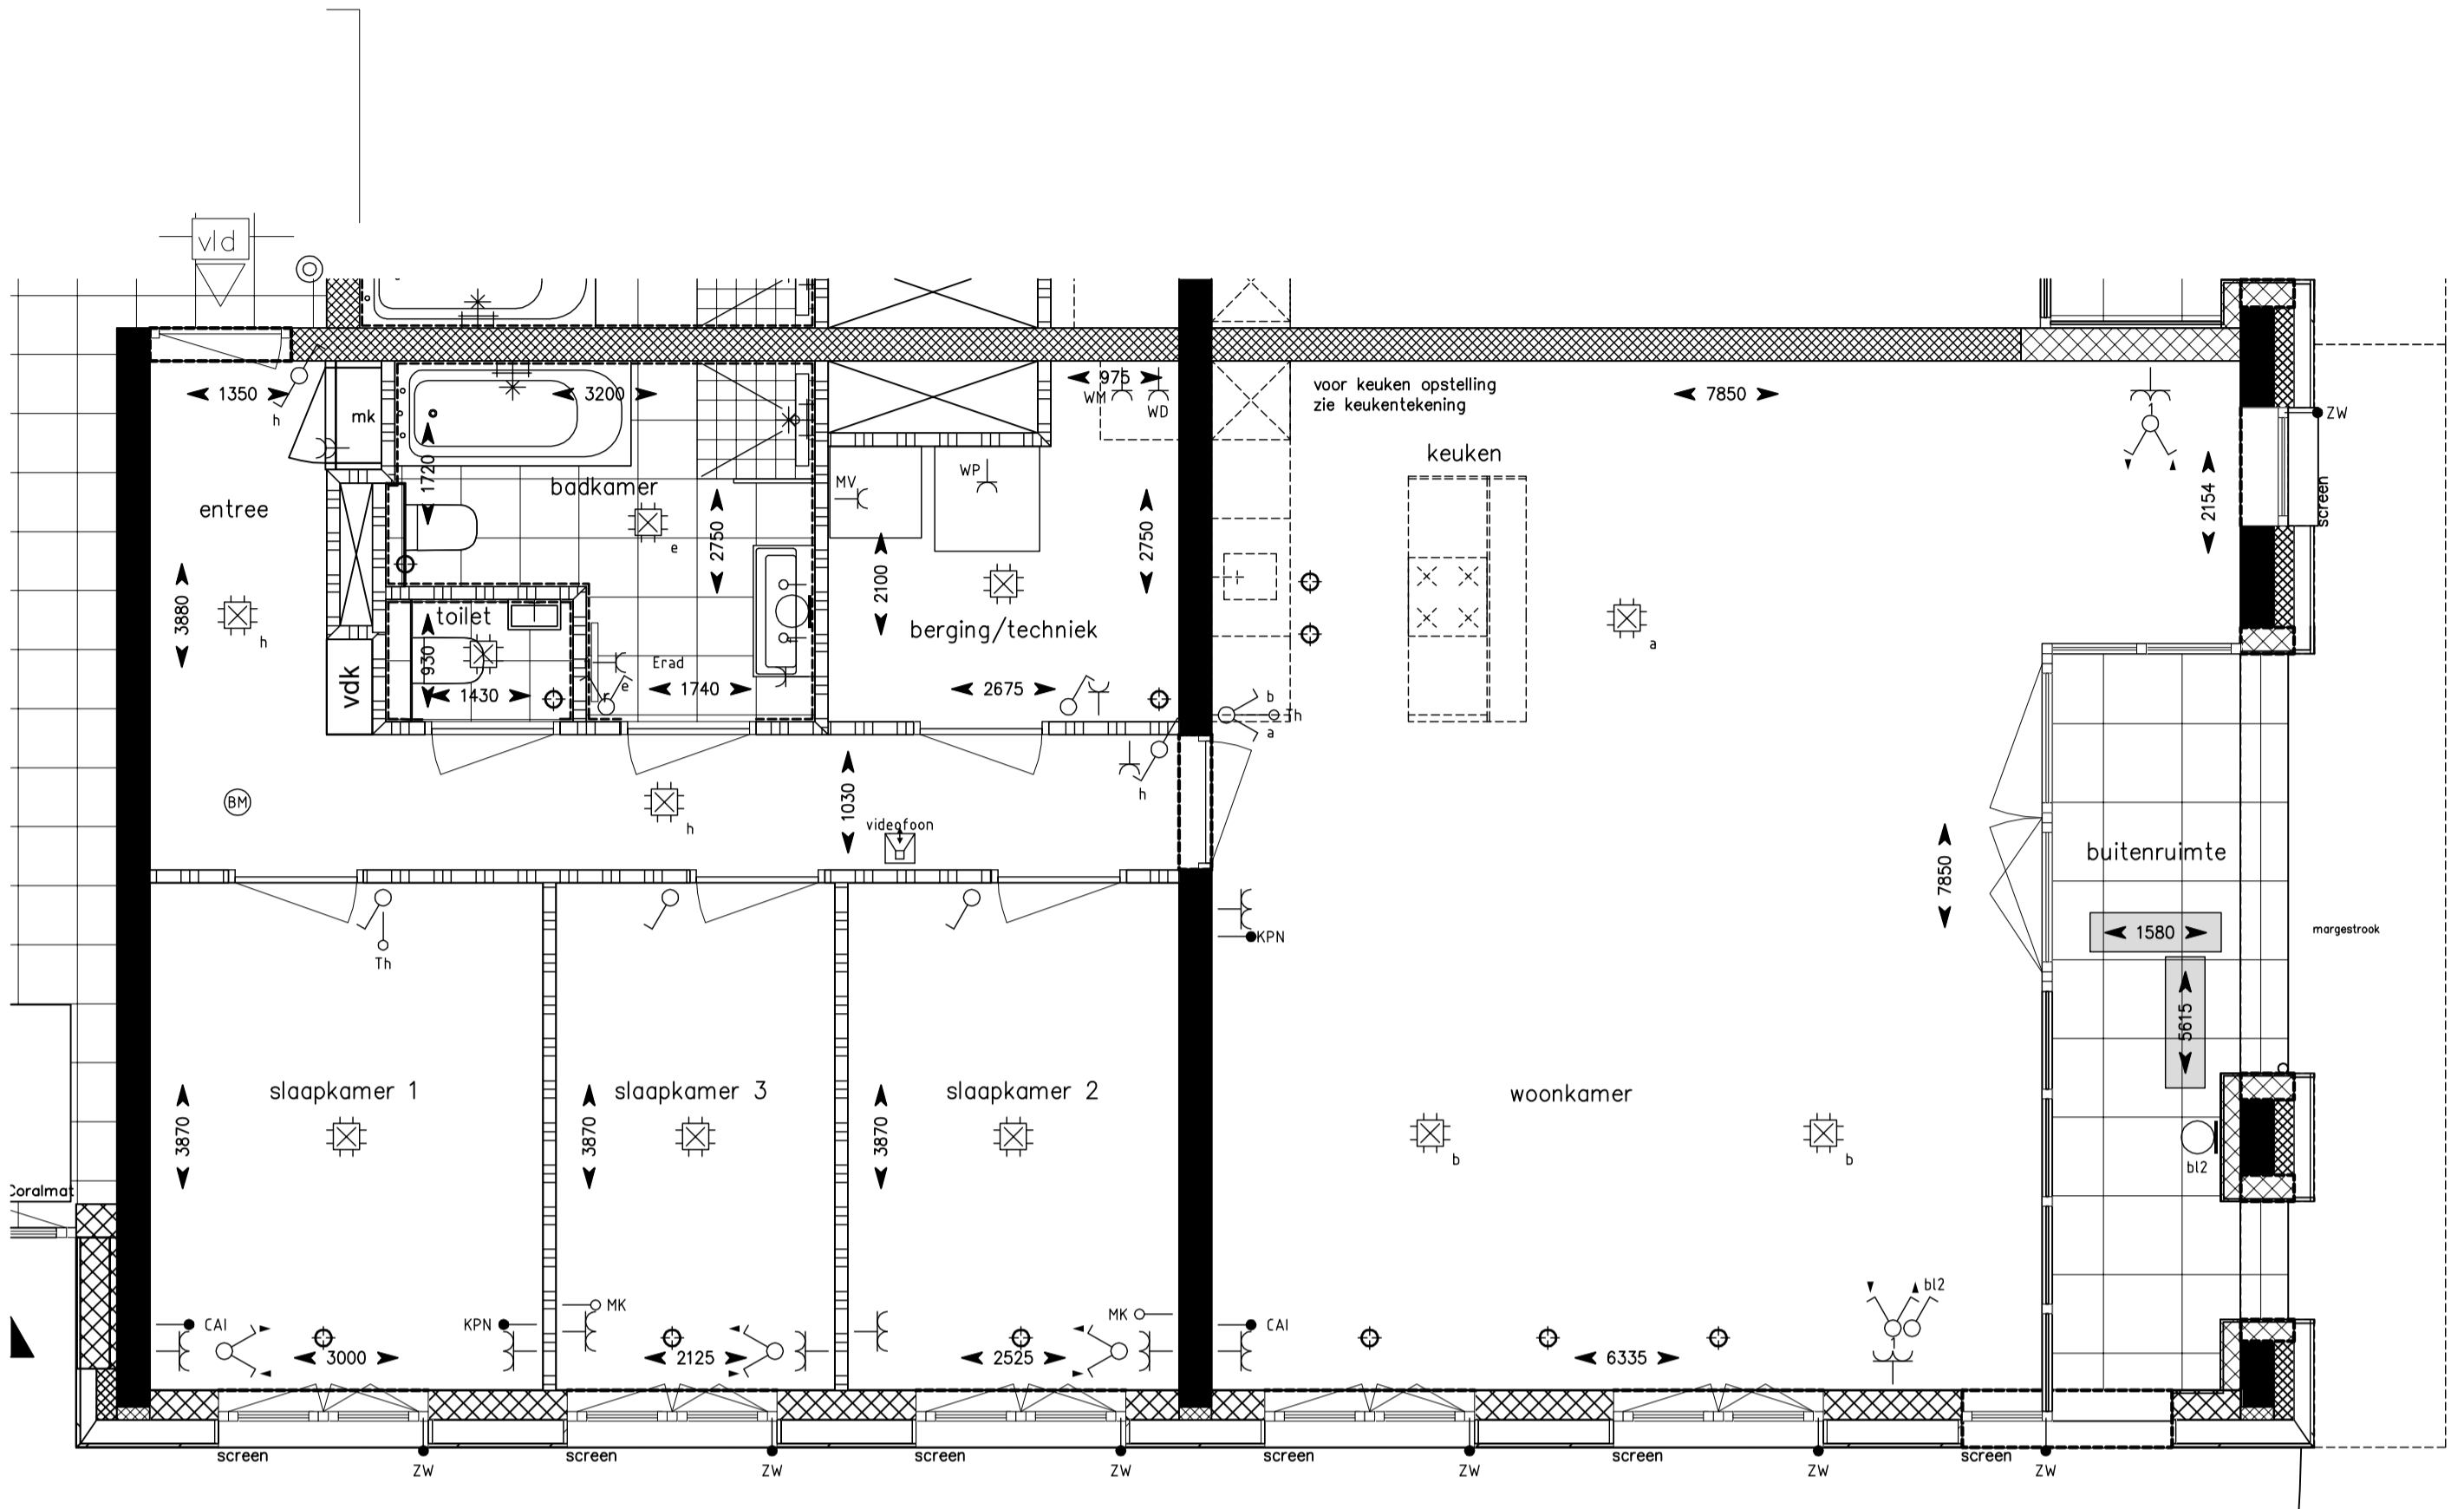 vld
1350
h
mk
3200
975
WM
WD
voor keuken opstelling
zie keukentekening
7850
1
ZW
screen
2154
keuken
1720
badkamer
e
2750
MV
WP
2100
2750
entree
3880
h
toilet
930
1430
vdk
Erad
e
r
1740
berging/techniek
2675
a
b
Th
a
h
BM
h
1030
videofoon
KPN
7850
buitenruimte
1580
margestrook
5615
Th
slaapkamer 1
slaapkamer 3
slaapkamer 2
woonkamer
3870
3870
3870
b
b
bl2
Coralmat
CAI
KPN
MK
MK
CAI
bl2
1
3000
2125
2525
6335
screen
ZW
screen
ZW
screen
ZW
screen
ZW
screen
ZW
screen
ZW